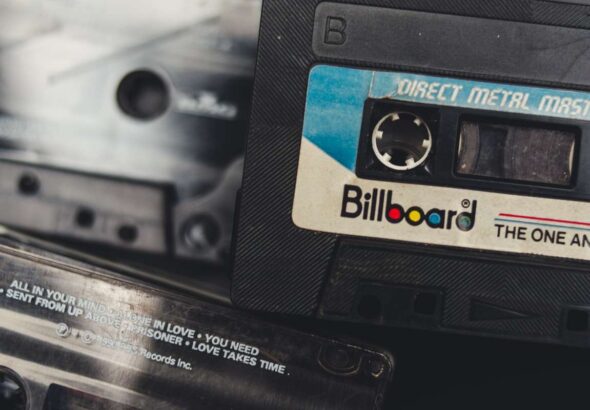 B
DIRECT METAL MAST
Billboard®
THE ONE AN
ALL IN YOUR MIND • ALONE IN LOVE • YOU NEED
• SENT FROM UP ABOVE • PRISONER • LOVE TAKES TIME
Records Inc.